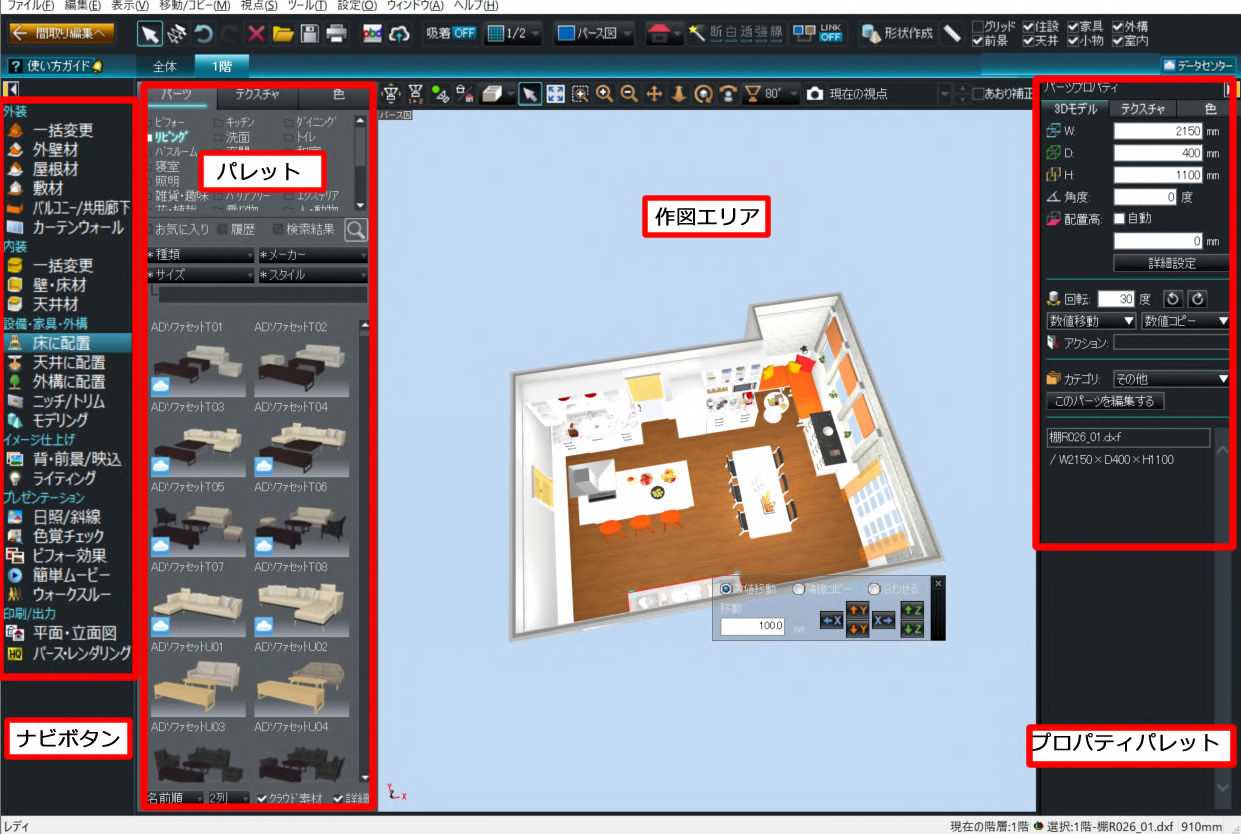 ファイル(F) 編集(E) 表示(V) 移動/コピー(M) 視点(S) ツール(T) 設定(O) ウィンドウ(A) ヘルプ(H)
間取り編集へ
吸着 OFF
1/2
パース図
LINK OFF
形状作成
グリッド 住設 家具 外構
前景 天井 小物 室内
? 使い方ガイド
全体 1階
データセンター
外装
一括変更
外壁材
屋根材
敷材
バルコニー/共用廊下
カーテンウォール
内装
一括変更
壁・床材
天井材
設備・家具・外構
床に配置
天井に配置
外構に配置
ニッチ/トリム
モデリング
イメージ仕上げ
背・前景/映込
ライティング
プレゼンテーション
日照/斜線
色覚チェック
ビフォー効果
簡単ムービー
ウォークスルー
印刷/出力
平面・立面図
HQ パース・レンダリング
ナビボタン
パーツ テクスチャ 色
ビフォー キッチン ダイニング
リビング 洗面 トイレ
バスルーム
寝室
照明
雑貨・趣味 バリアフリー エクステリア
パレット
お気に入り 履歴 検索結果
*種類 *メーカー
*サイズ *スタイル
ADソファセットT01 ADソファセットT02
ADソファセットT03 ADソファセットT04
ADソファセットT05 ADソファセットT06
ADソファセットT07 ADソファセットT08
ADソファセットU01 ADソファセットU02
ADソファセットU03 ADソファセットU04
名前順 2列 クラウド素材 詳細
80° 現在の視点 あおり補正
パース図
作図エリア
数値移動 間隔コピー 合わせる
移動
100.0 mm
←X ↑Y ↓Y X→ ↑Z ↓Z
Y X
パーツプロパティ
3Dモデル テクスチャ 色
W: 2150 mm
D: 400 mm
H: 1100 mm
角度: 0 度
配置高: 自動
0 mm
詳細設定
回転: 30 度
数値移動 数値コピー
アクション:
カテゴリ: その他
このパーツを編集する
棚R026_01.dxf
/ W2150×D400×H1100
プロパティパレット
レディ
現在の階層:1階 選択:1階-棚R026_01.dxf 910mm